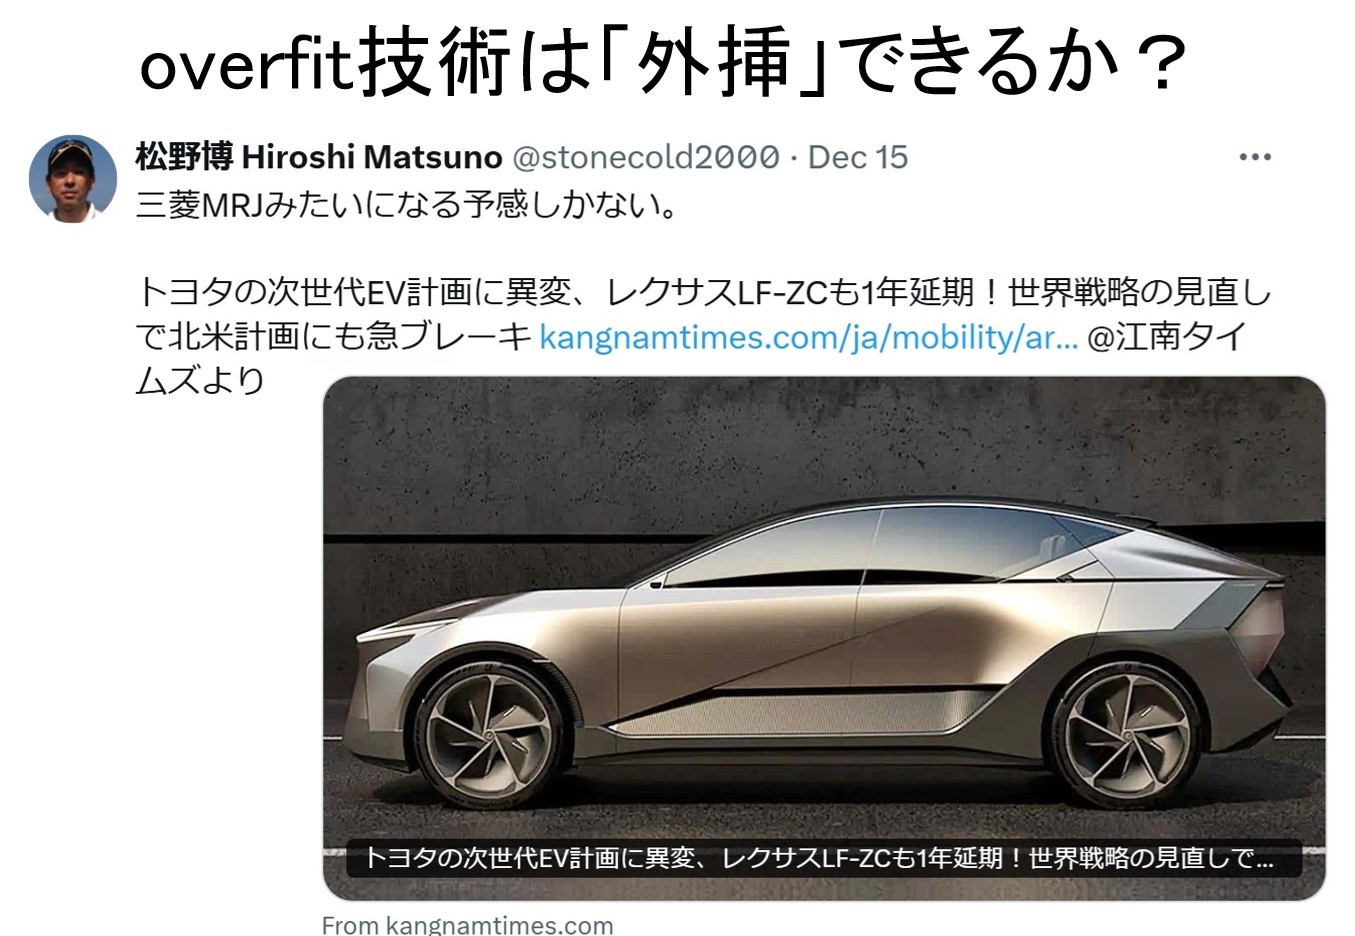 overfit技術は「外挿」できるか？
松野博 Hiroshi Matsuno @stonecold2000 · Dec 15
三菱MRJみたいになる予感しかない。
トヨタの次世代EV計画に異変、レクサスLF-ZCも1年延期！世界戦略の見直し
で北米計画にも急ブレーキ kangnamtimes.com/ja/mobility/ar... @江南タイ
ムズより
トヨタの次世代EV計画に異変、レクサスLF-ZCも1年延期！世界戦略の見直しで...
From kangnamtimes.com